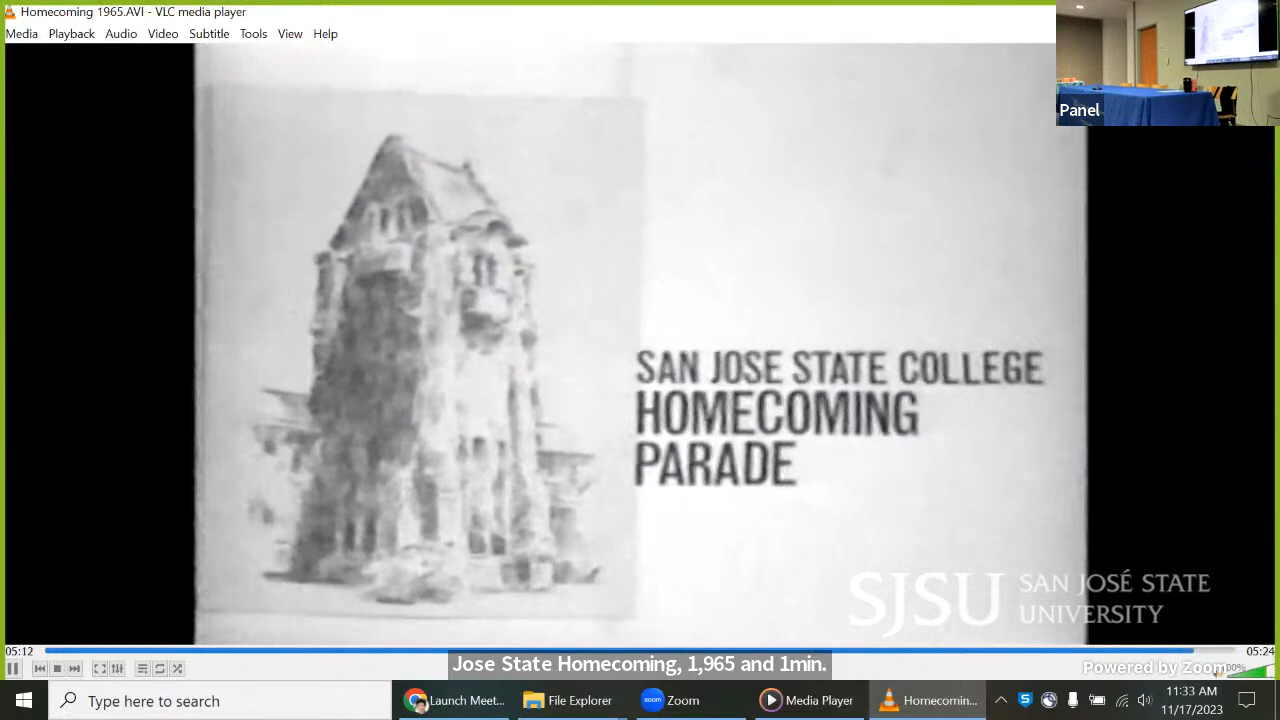 Homecoming 1965.AVI - VLC media player
Media Playback Audio Video Subtitle Tools View Help
Panel
SAN JOSE STATE COLLEGE
HOMECOMING
PARADE
SJSU SAN JOSÉ STATE
UNIVERSITY
05:12
05:24
Jose State Homecoming, 1,965 and 1min.
Powered by Zoom
Type here to search
Launch Meet...
File Explorer
zoom
Zoom
Media Player
Homecomin...
11:33 AM
11/17/2023